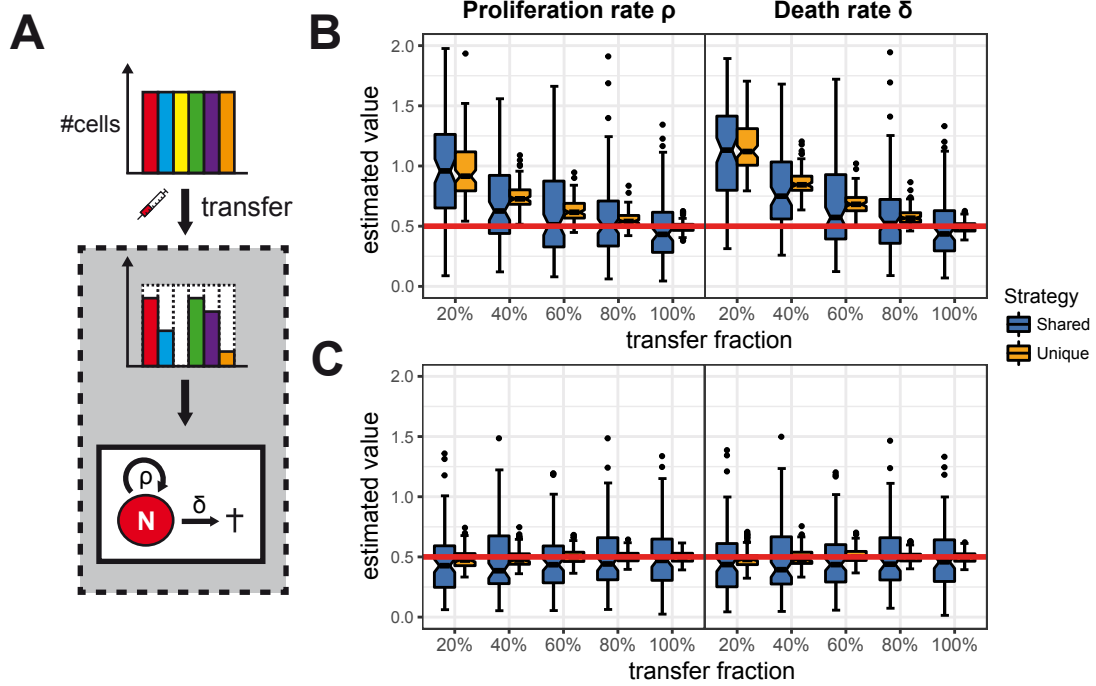 A
#cells
transfer
ρ
N
δ
†
B
Proliferation rate ρ
Death rate δ
estimated value
2.0
1.5
1.0
0.5
0.0
20% 40% 60% 80% 100%
20% 40% 60% 80% 100%
transfer fraction
Strategy
Shared
Unique
C
estimated value
2.0
1.5
1.0
0.5
0.0
20% 40% 60% 80% 100%
20% 40% 60% 80% 100%
transfer fraction